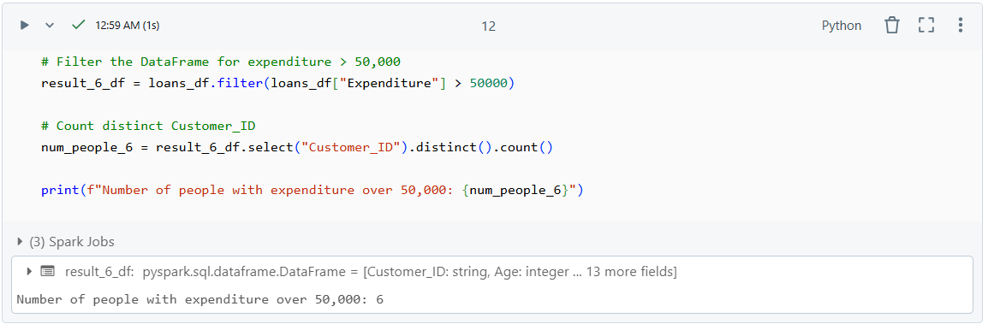 12:59 AM (1s)
12
Python
# Filter the DataFrame for expenditure > 50,000
result_6_df = loans_df.filter(loans_df["Expenditure"] > 50000)
# Count distinct Customer_ID
num_people_6 = result_6_df.select("Customer_ID").distinct().count()
print(f"Number of people with expenditure over 50,000: {num_people_6}")
(3) Spark Jobs
result_6_df: pyspark.sql.dataframe.DataFrame = [Customer_ID: string, Age: integer ... 13 more fields]
Number of people with expenditure over 50,000: 6